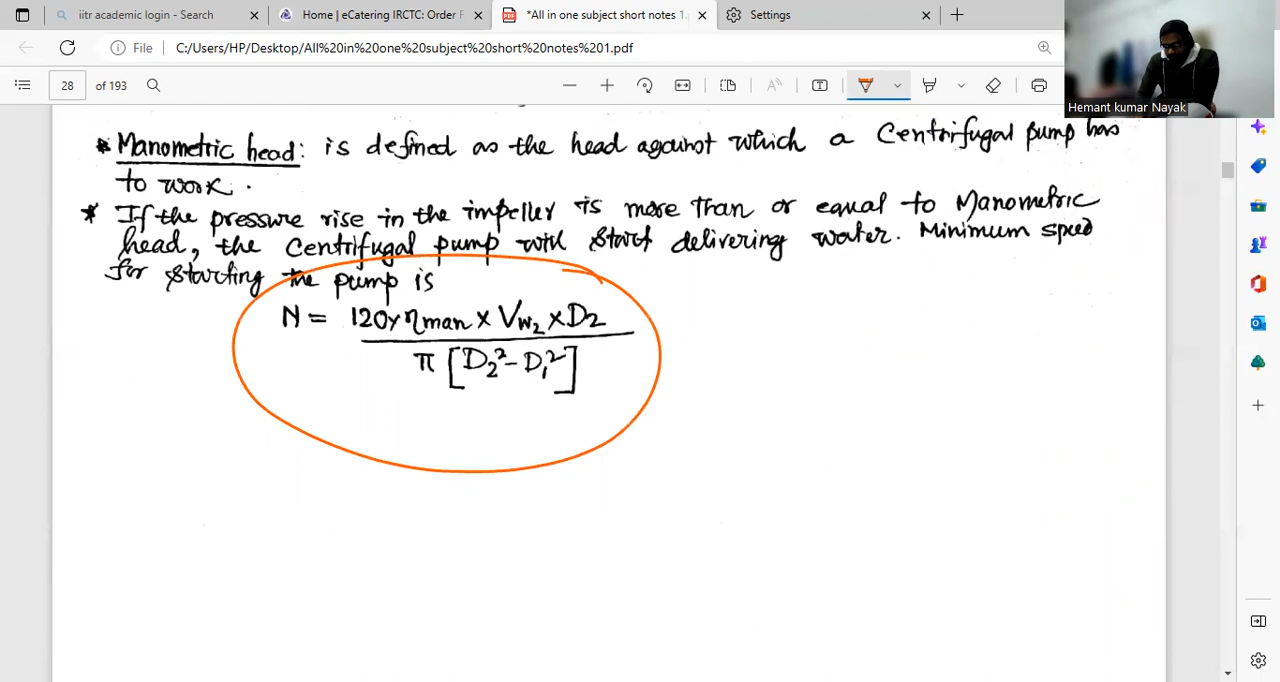 iitr academic login - Search
Home | eCatering IRCTC: Order F
*All in one subject short notes 1.p
Settings
File
C:/Users/HP/Desktop/All%20in%20one%20subject%20short%20notes%201.pdf
28 of 193
Hemant kumar Nayak
* Manometric head: is defined as the head against which a Centrifugal pump has
to work.
* If the pressure rise in the impeller is more than or equal to Manometric
head, the Centrifugal pump will start delivering water. Minimum speed
for starting the pump is
N = 120 x ηman x Vw2 x D2
π [D2² - D1²]